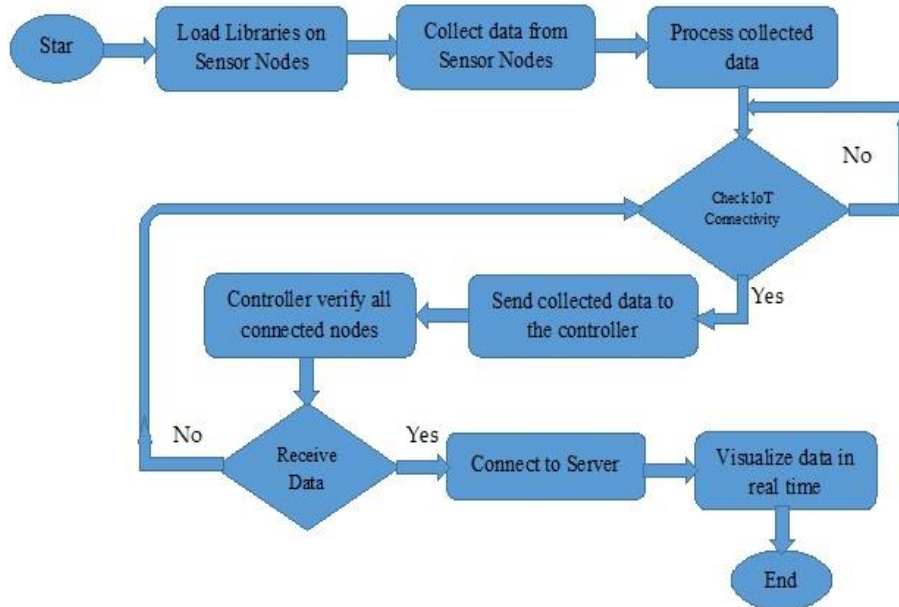 Star
Load Libraries on
Sensor Nodes
Collect data from
Sensor Nodes
Process collected
data
No
Check IoT
Connectivity
Yes
Send collected data to
the controller
Controller verify all
connected nodes
No
Receive
Data
Yes
Connect to Server
Visualize data in
real time
End